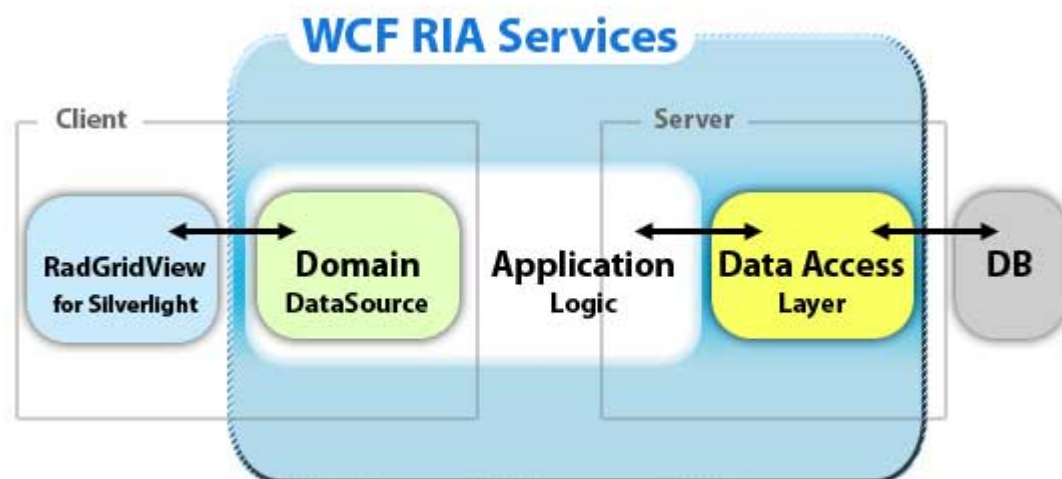 WCF RIA Services
Client
Server
RadGridView
for Silverlight
Domain
DataSource
Application
Logic
Data Access
Layer
DB